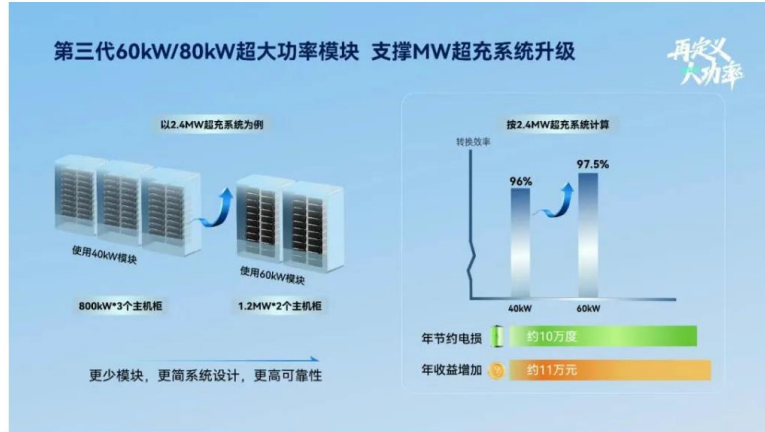 第三代60kW/80kW超大功率模块 支撑MW超充系统升级
再定义
大功率
以2.4MW超充系统为例
使用40kW模块
使用60kW模块
800kW*3个主机柜
1.2MW*2个主机柜
更少模块，更简系统设计，更高可靠性
按2.4MW超充系统计算
转换效率
96%
97.5%
40kW
60kW
年节约电损
约10万度
年收益增加
约11万元